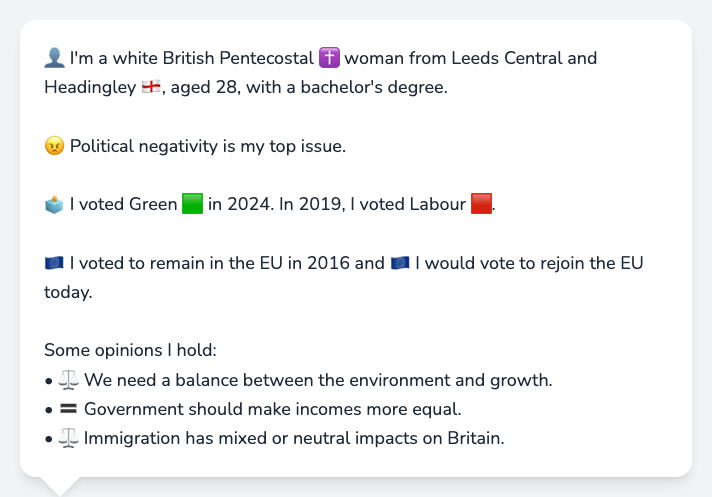 👤 I'm a white British Pentecostal ✝️ woman from Leeds Central and
Headingley 🏴󠁧󠁢󠁥󠁮󠁧󠁿, aged 28, with a bachelor's degree.
😠 Political negativity is my top issue.
🗳️ I voted Green 🟩 in 2024. In 2019, I voted Labour 🟥.
🇪🇺 I voted to remain in the EU in 2016 and 🇪🇺 I would vote to rejoin the EU
today.
Some opinions I hold:
• ⚖️ We need a balance between the environment and growth.
• 🟰 Government should make incomes more equal.
• ⚖️ Immigration has mixed or neutral impacts on Britain.